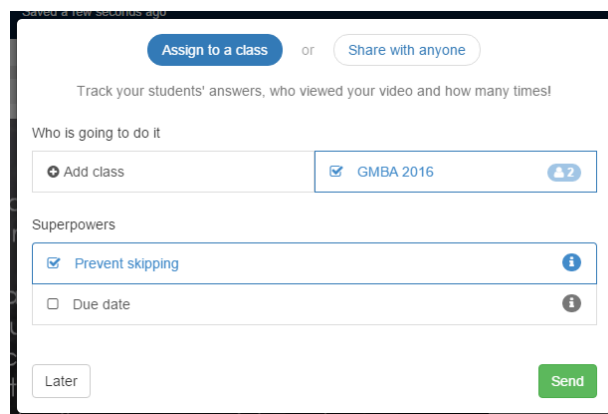 Saved a few seconds ago
Assign to a class or Share with anyone
Track your students' answers, who viewed your video and how many times!
Who is going to do it
Add class GMBA 2016 2
Superpowers
Prevent skipping
Due date
Later Send